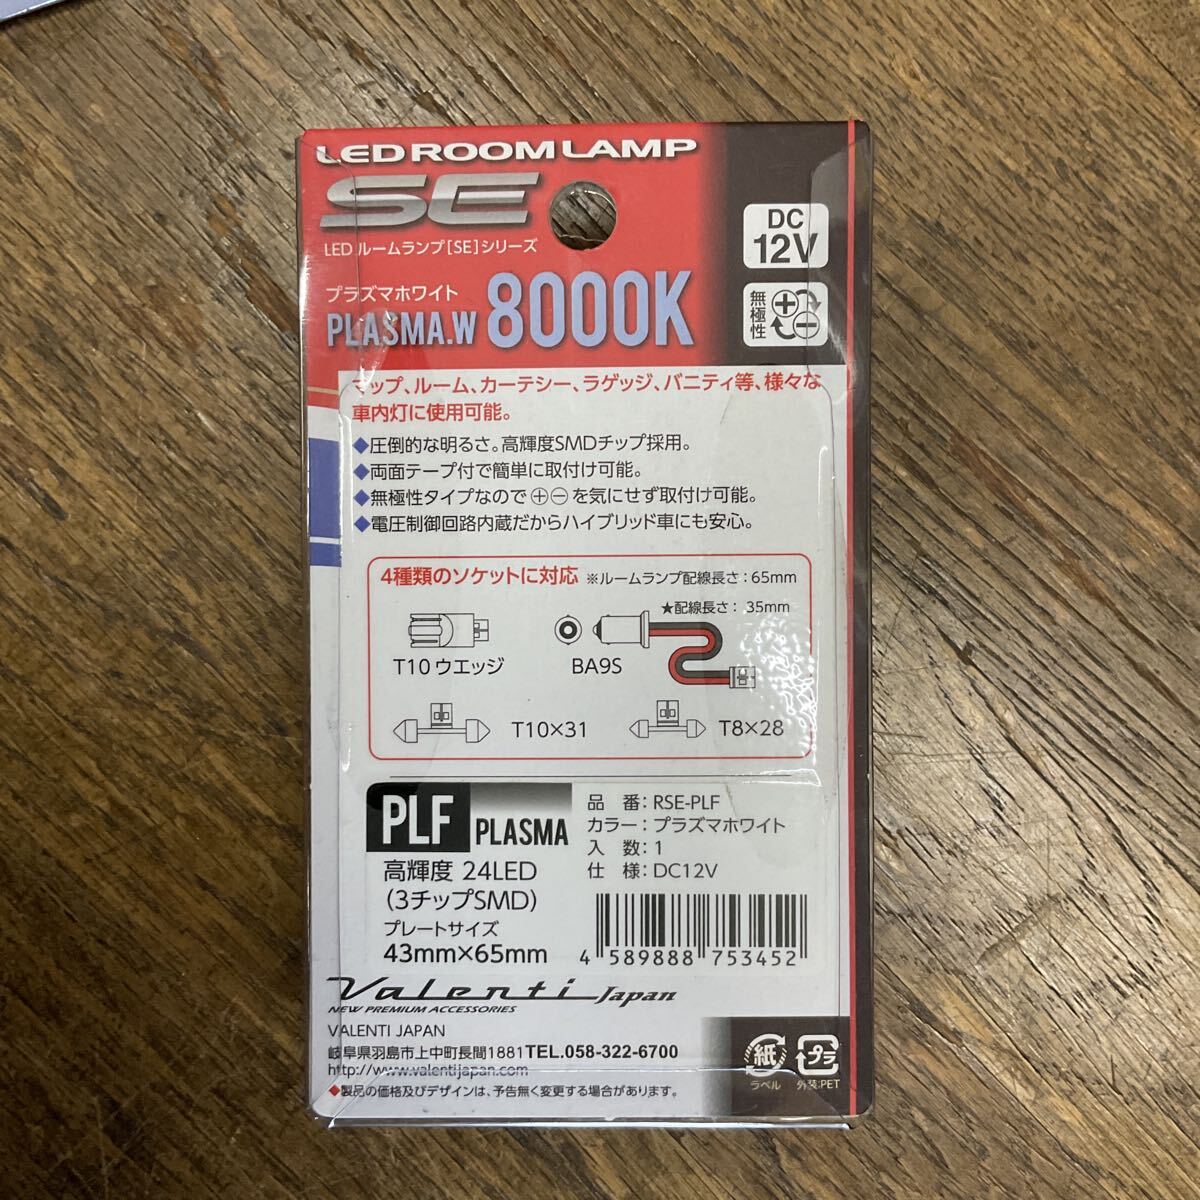 LED ROOM LAMP
SE
LED ルームランプ[SE]シリーズ
DC
12V
プラズマホワイト
PLASMA.W 8000K
無極性
マップ、ルーム、カーテシー、ラゲッジ、バニティ等、様々な
車内灯に使用可能。
◆圧倒的な明るさ。高輝度SMDチップ採用。
◆両面テープ付で簡単に取付け可能。
◆無極性タイプなので⊕⊖を気にせず取付け可能。
◆電圧制御回路内蔵だからハイブリッド車にも安心。
4種類のソケットに対応 ※ルームランプ配線長さ：65mm
★配線長さ： 35mm
T10 ウエッジ
BA9S
T10×31
T8×28
PLF PLASMA
高輝度 24LED
(3チップSMD)
プレートサイズ
43mm×65mm
品 番：RSE-PLF
カラー：プラズマホワイト
入 数：1
仕 様：DC12V
4 589888 753452
Valenti Japan
NEW PREMIUM ACCESSORIES
VALENTI JAPAN
岐阜県羽島市上中町長間1881 TEL.058-322-6700
http://www.valentijapan.com
◆製品の価格及びデザインは、予告無く変更する場合があります。
紙
ラベル
プラ
外装:PET